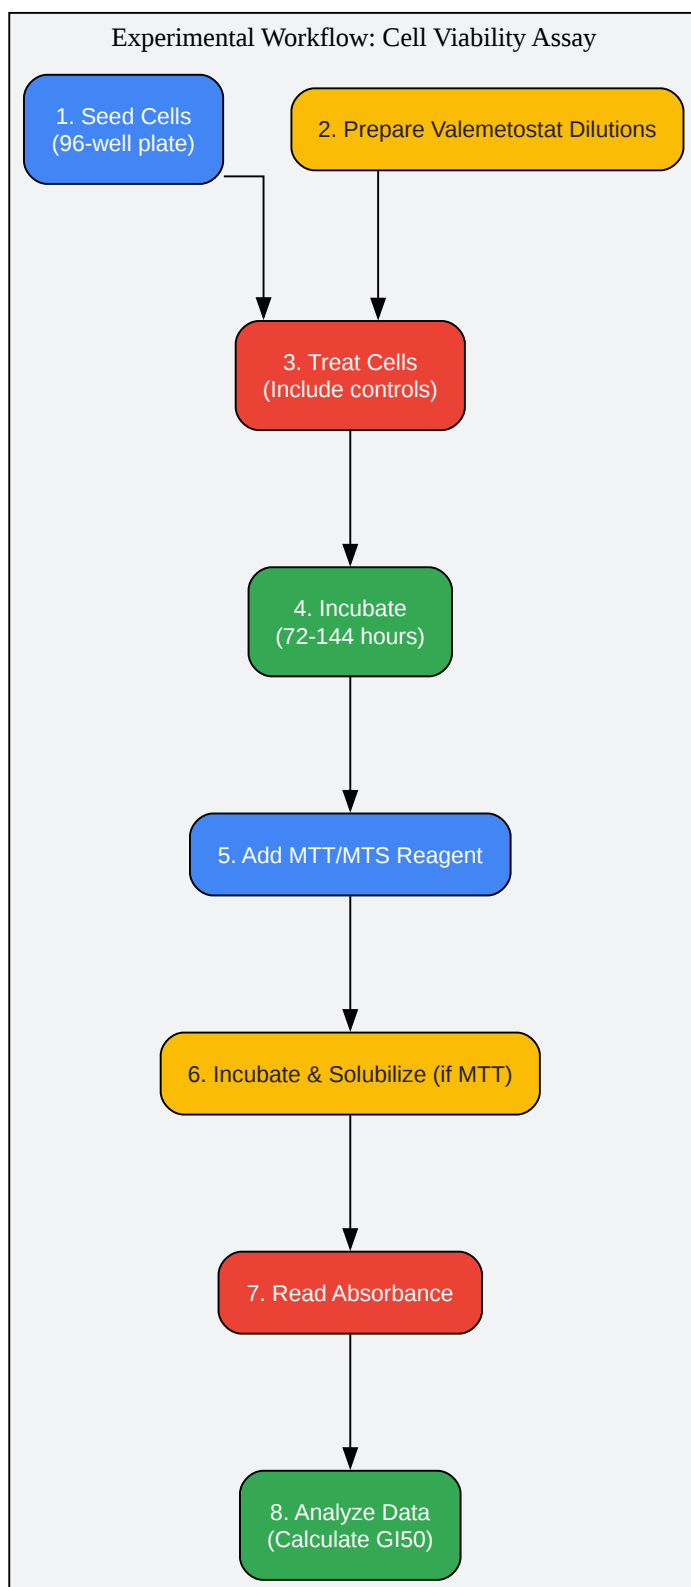 Experimental Workflow: Cell Viability Assay
1. Seed Cells
(96-well plate)
2. Prepare Valemetostat Dilutions
3. Treat Cells
(Include controls)
4. Incubate
(72-144 hours)
5. Add MTT/MTS Reagent
6. Incubate & Solubilize (if MTT)
7. Read Absorbance
8. Analyze Data
(Calculate GI50)